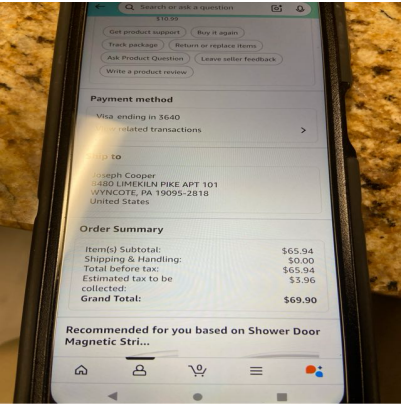 Search or ask a question
$10.99
Get product support Buy it again
Track package Return or replace items
Ask Product Question Leave seller feedback
Write a product review
Payment method
Visa ending in 3640
related transactions
to
Joseph Cooper
8480 LIMEKILN PIKE APT 101
WYNCOTE, PA 19095-2818
United States
Order Summary
Item(s) Subtotal: $65.94
Shipping & Handling: $0.00
Total before tax: $65.94
Estimated tax to be $3.96
collected:
Grand Total: $69.90
Recommended for you based on Shower Door
Magnetic Stri...
0